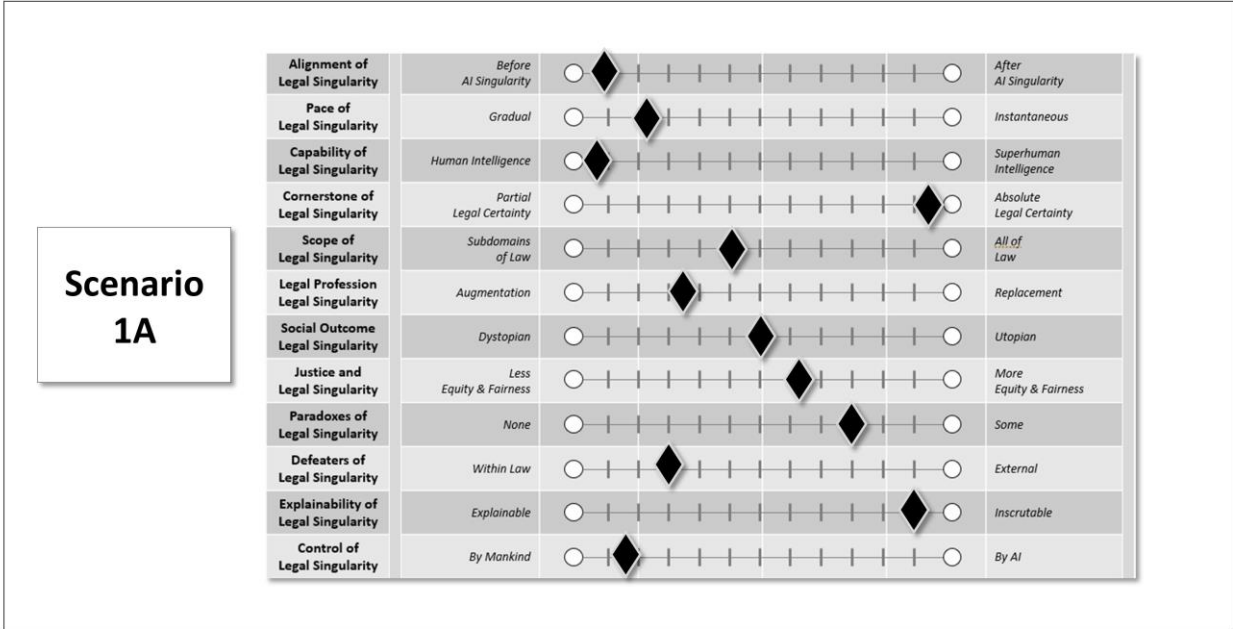 Scenario
1A
Alignment of
Legal Singularity
Before
AI Singularity
After
AI Singularity
Pace of
Legal Singularity
Gradual
Instantaneous
Capability of
Legal Singularity
Human Intelligence
Superhuman
Intelligence
Cornerstone of
Legal Singularity
Partial
Legal Certainty
Absolute
Legal Certainty
Scope of
Legal Singularity
Subdomains
of Law
All of
Law
Legal Profession
Legal Singularity
Augmentation
Replacement
Social Outcome
Legal Singularity
Dystopian
Utopian
Justice and
Legal Singularity
Less
Equity & Fairness
More
Equity & Fairness
Paradoxes of
Legal Singularity
None
Some
Defeaters of
Legal Singularity
Within Law
External
Explainability of
Legal Singularity
Explainable
Inscrutable
Control of
Legal Singularity
By Mankind
By AI